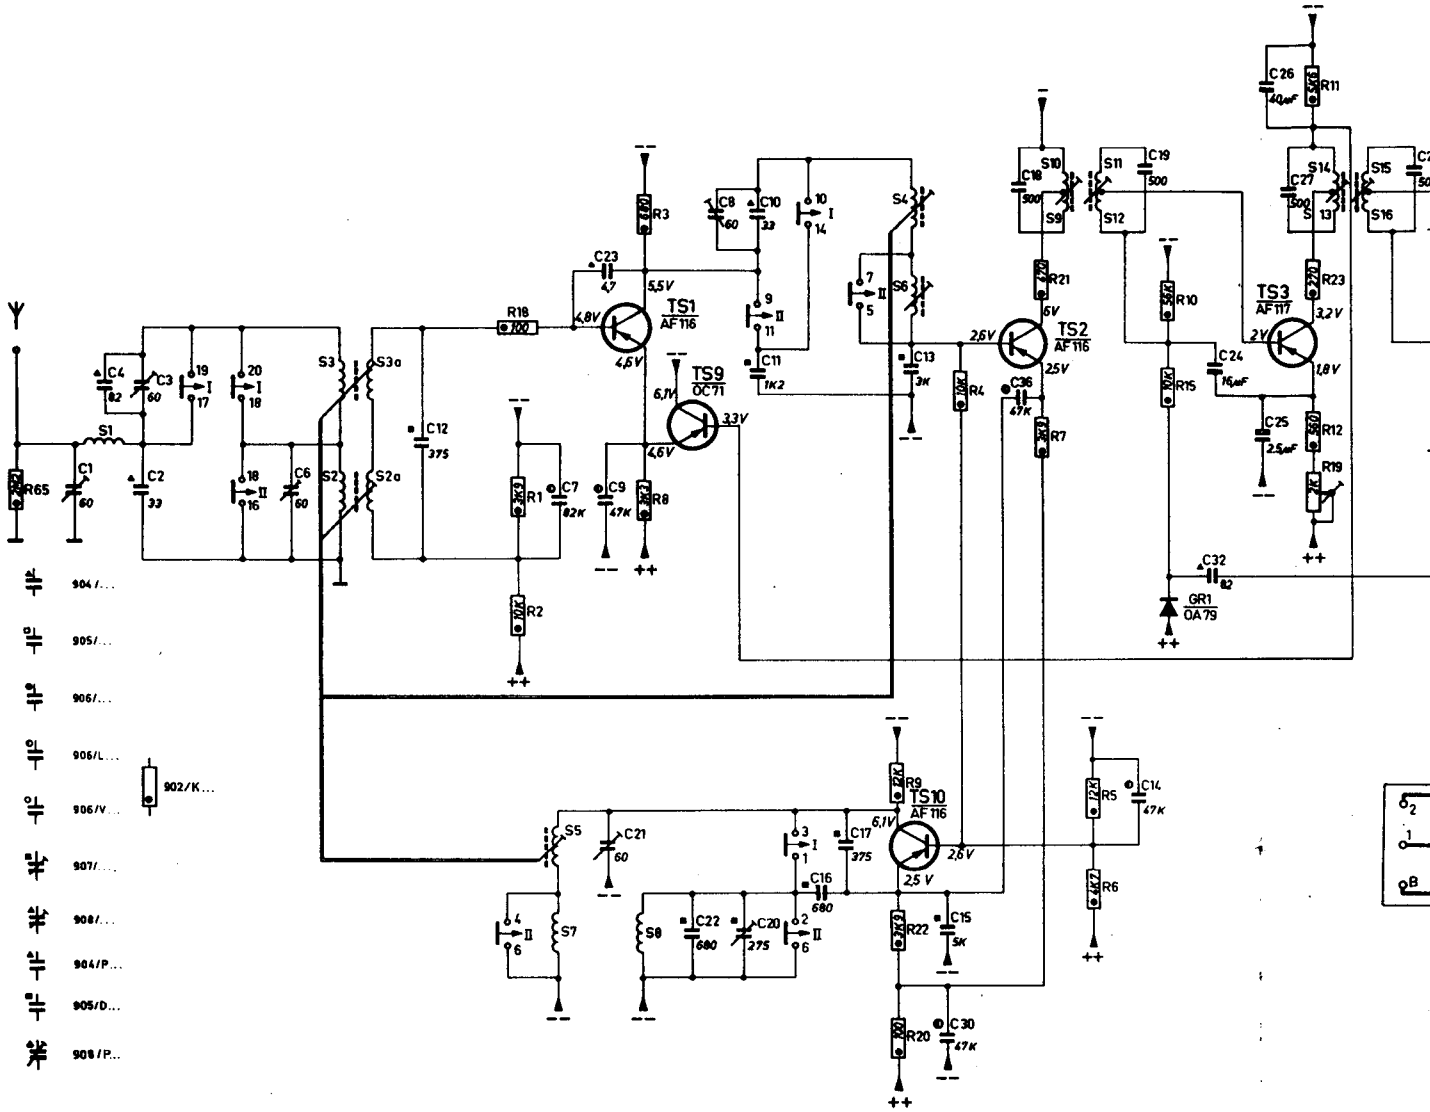 C26
40µF
5K6
R11
S10
S11
C19
500
C18
500
S9
S12
S14
S15
C27
500
S
13
S16
680
R3
C8
60
C10
33
10
I
14
S4
C23
4,7
5,5V
4,8V
TS1
AF116
R18
100
9
II
11
7
II
5
S6
470
R21
6V
2,6V
TS2
AF116
25V
56K
R10
270
R23
TS3
AF117
3,2V
2V
1,8V
C4
82
C3
60
19
I
17
20
I
18
S3
S3a
4,6V
TS9
OC71
6,1V
3,3V
4,6V
C11
1K2
C13
3K
10K
R4
C36
47K
3K9
R7
10K
R15
C24
16µF
C25
2.5µF
560
R12
R19
2K
S1
C12
375
2M2
R65
C1
60
C2
33
18
II
16
C6
60
S2
S2a
3K9
R1
C7
82K
C9
47K
3K3
R8
-- ++
++
904/...
905/...
906/...
906/L...
906/V...
907/...
908/...
904/P...
905/D...
908/P...
902/K...
10K
R2
++
C32
82
GR1
OA79
++
12K
R9
TS10
AF116
6,1V
2,6V
2,5 V
12K
R5
C14
47K
4K7
R6
++
S5
C21
60
3
I
1
C17
375
C16
680
4
II
6
S7
S8
C22
680
C20
275
2
II
6
3K9
R22
C15
5K
100
R20
C30
47K
++
2
1
B